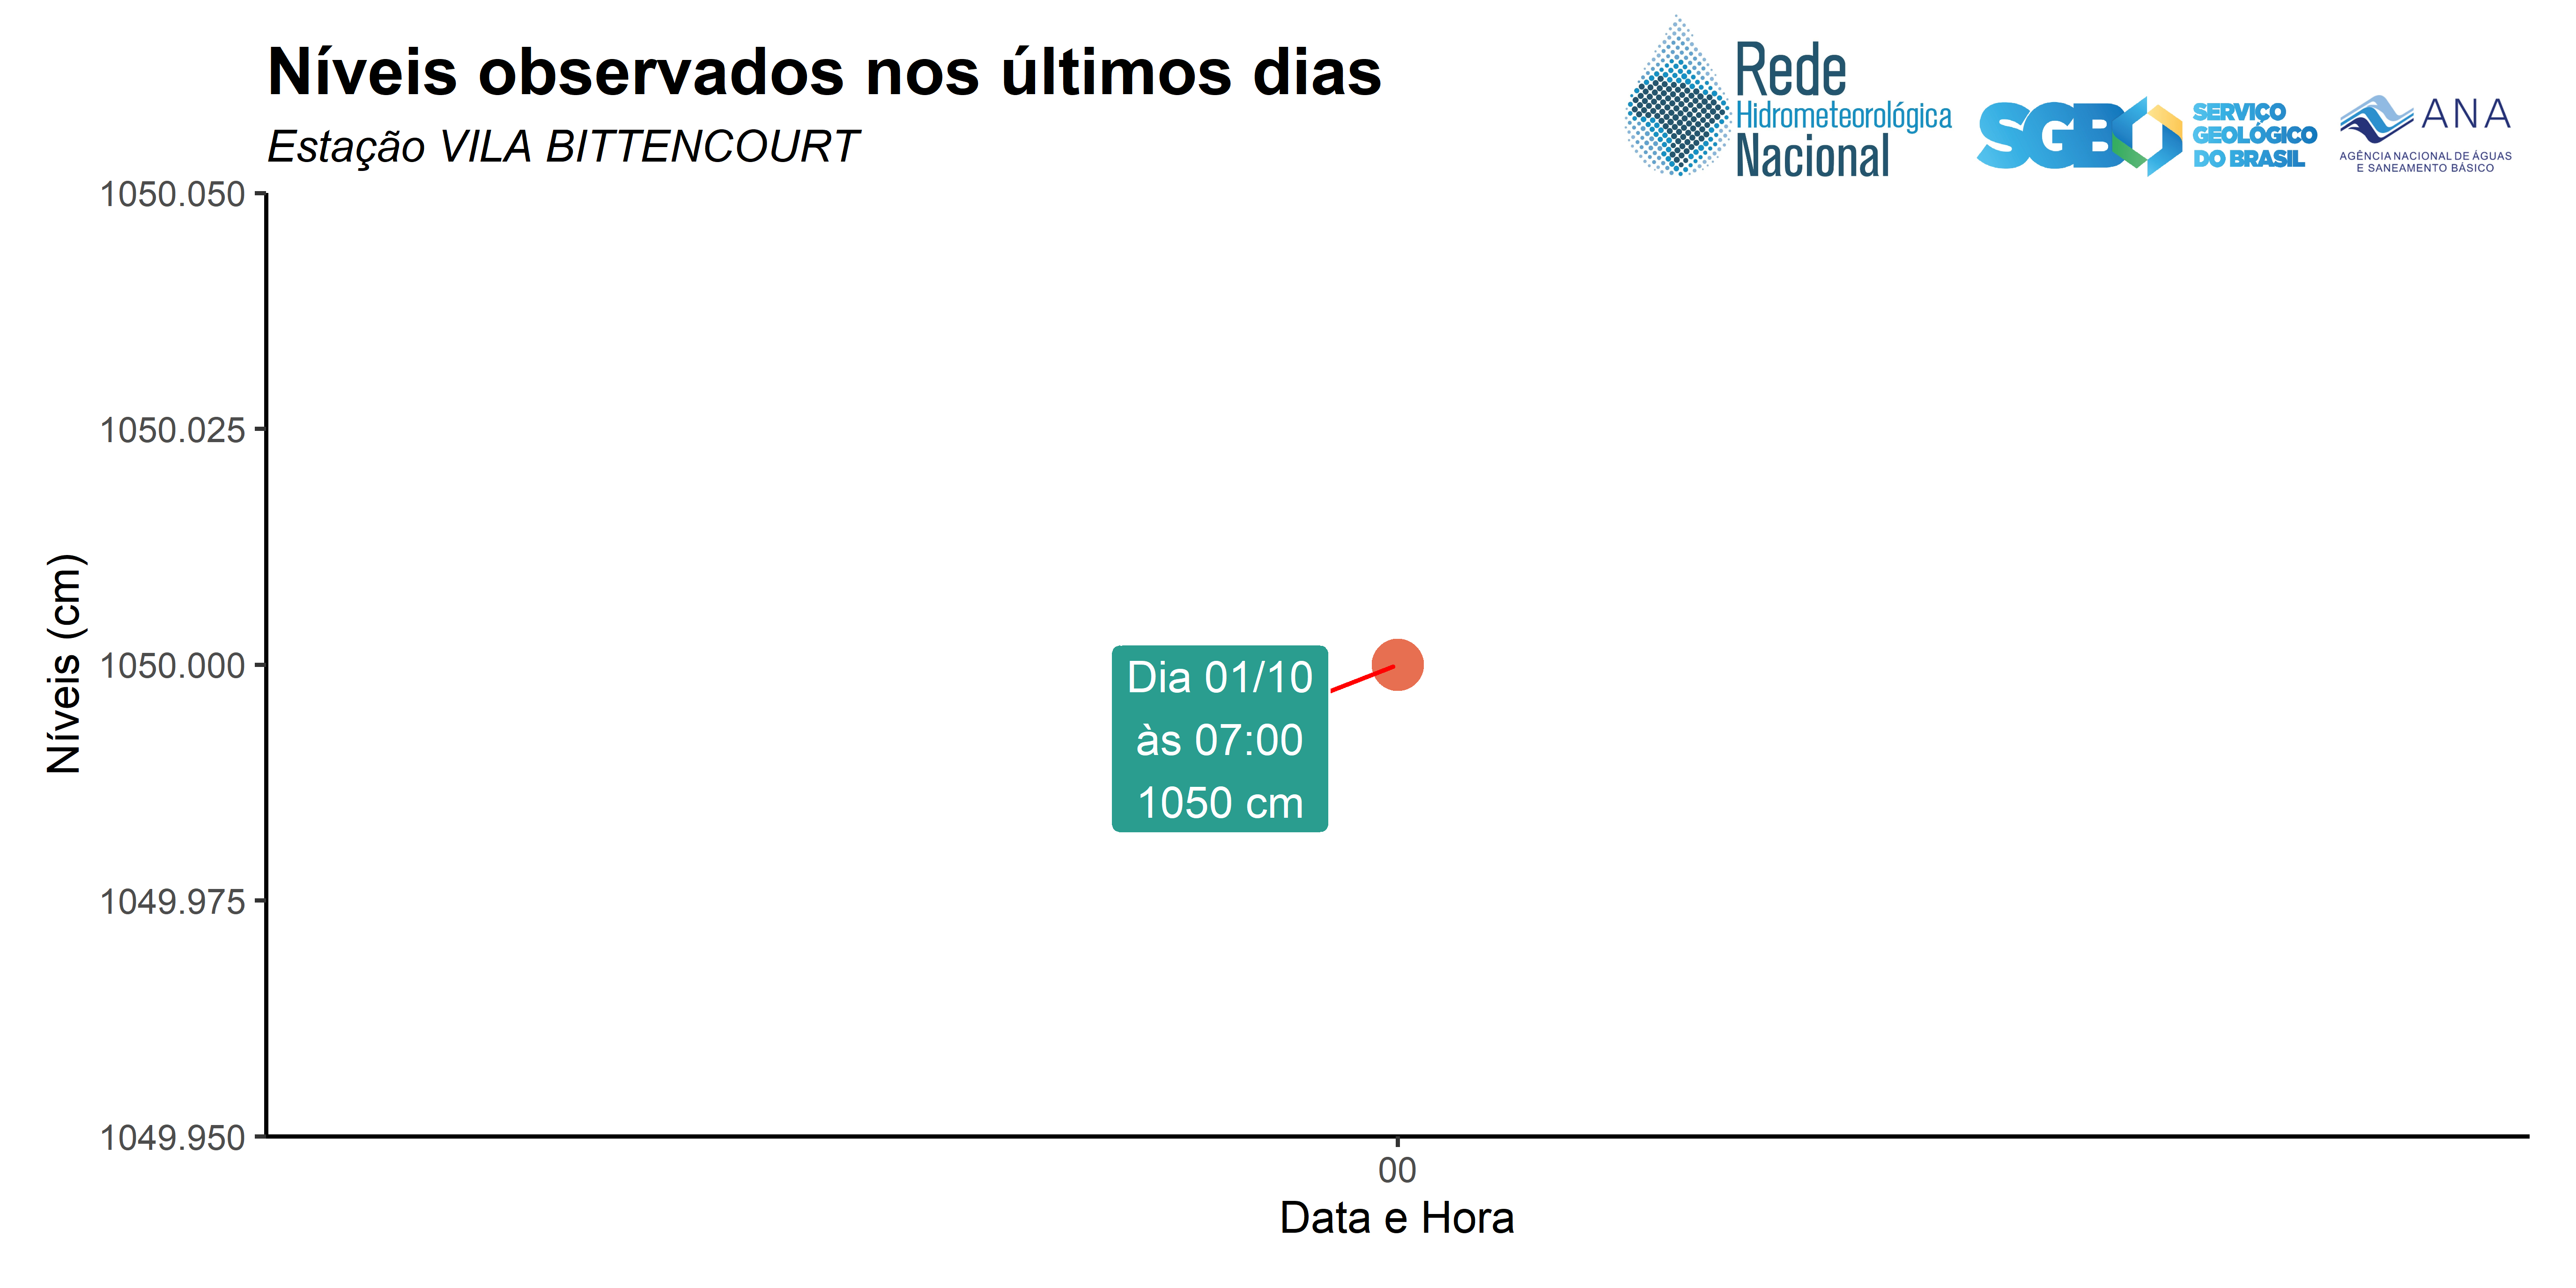 Níveis observados nos últimos dias
Estação VILA BITTENCOURT
Rede
Hidrometeorológica
Nacional
SGB
SERVIÇO
GEOLÓGICO
DO BRASIL
ANA
AGÊNCIA NACIONAL DE ÁGUAS
E SANEAMENTO BÁSICO
1050.050
1050.025
1050.000
1049.975
1049.950
Níveis (cm)
Dia 01/10
às 07:00
1050 cm
00
Data e Hora